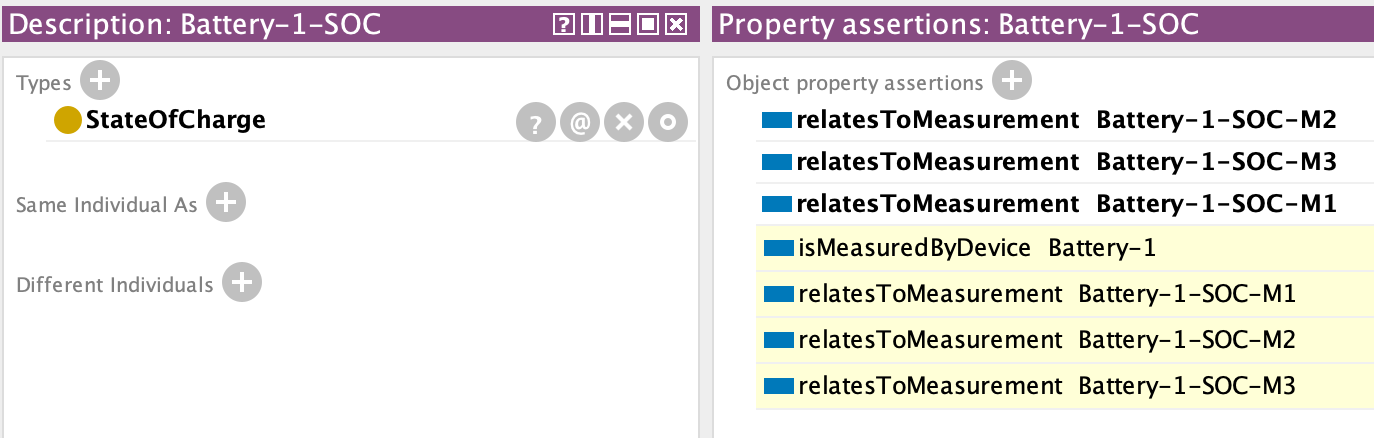 Description: Battery-1-SOC
Types
StateOfCharge
Same Individual As
Different Individuals
Property assertions: Battery-1-SOC
Object property assertions
relatesToMeasurement Battery-1-SOC-M2
relatesToMeasurement Battery-1-SOC-M3
relatesToMeasurement Battery-1-SOC-M1
isMeasuredByDevice Battery-1
relatesToMeasurement Battery-1-SOC-M1
relatesToMeasurement Battery-1-SOC-M2
relatesToMeasurement Battery-1-SOC-M3